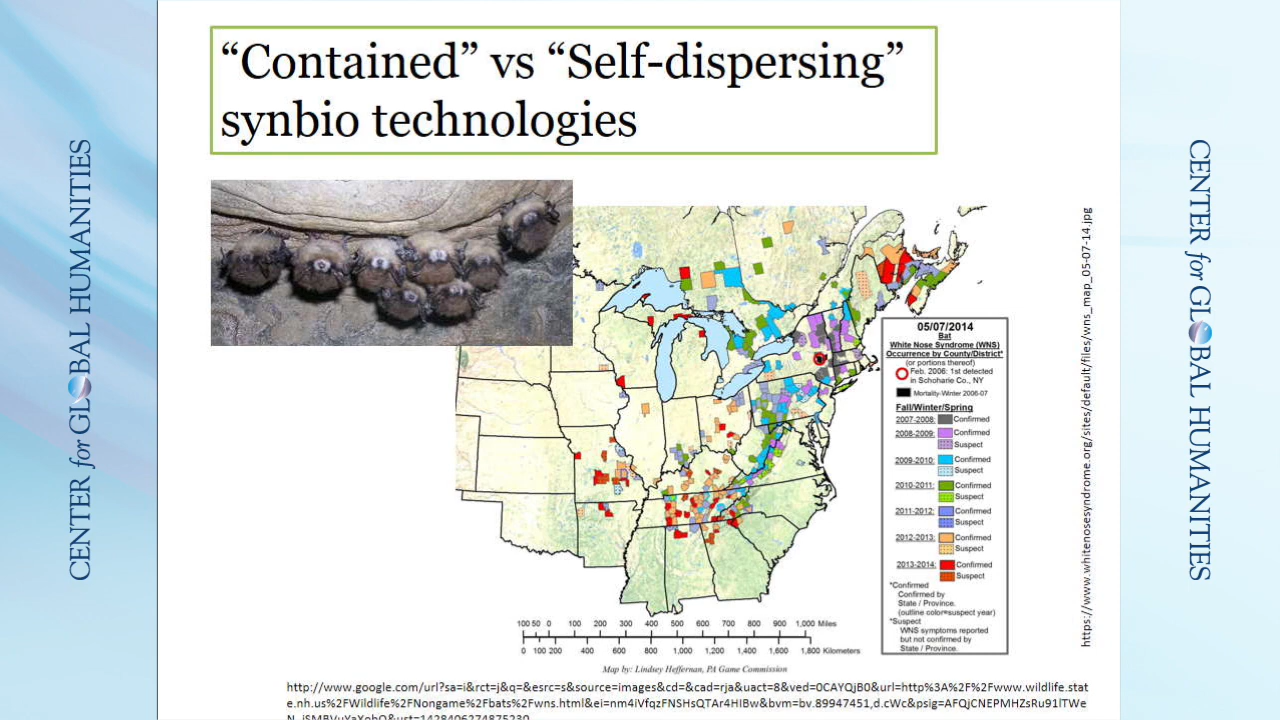 “Contained” vs “Self-dispersing”
synbio technologies
CENTER for GLOBAL HUMANITIES
CENTER for GLOBAL HUMANITIES
05/07/2014
Bat
White Nose Syndrome (WNS)
Occurrence by County/District*
(or portions thereof)
Feb. 2006: 1st detected
in Schoharie Co., NY
Mortality-Winter 2006-07
Fall/Winter/Spring
2007-2008: Confirmed
2008-2009: Confirmed
Suspect
2009-2010: Confirmed
Suspect
2010-2011: Confirmed
Suspect
2011-2012: Confirmed
Suspect
2012-2013: Confirmed
Suspect
2013-2014: Confirmed
Suspect
*Confirmed
Confirmed by
State / Province.
(outline color=suspect year)
*Suspect
WNS symptoms reported
but not confirmed by
State / Province.
https://www.whitenosesyndrome.org/sites/default/files/wns_map_05-07-14.jpg
100 50 0 100 200 300 400 500 600 700 800 900 1,000 Miles
0 100 200 400 600 800 1,000 1,200 1,400 1,600 1,800 Kilometers
Map by: Lindsey Heffernan, PA Game Commission
http://www.google.com/url?sa=i&rct=j&q=&esrc=s&source=images&cd=&cad=rja&uact=8&ved=0CAYQjB0&url=http%3A%2F%2Fwww.wildlife.stat
e.nh.us%2FWildlife%2FNongame%2Fbats%2Fwns.html&ei=nm4iVfqzFNSHsQTAr4HIBw&bvm=bv.89947451,d.cWc&psig=AFQjCNEPMHZsRu91lTWe